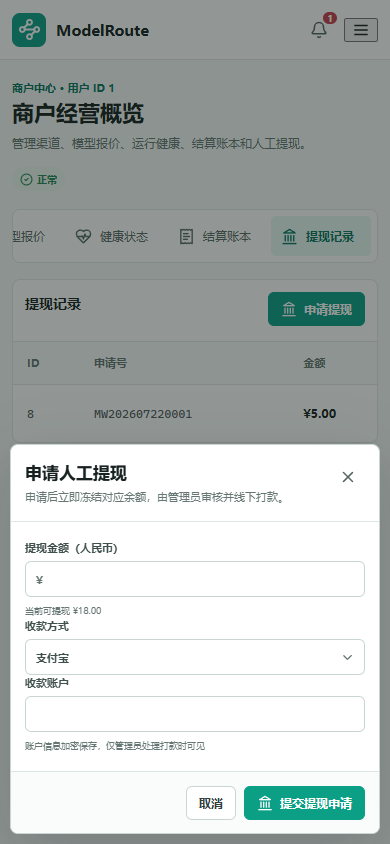 ModelRoute
1
商户中心 • 用户 ID 1
商户经营概览
管理渠道、模型报价、运行健康、结算账本和人工提现。
正常
型报价 健康状态 结算账本 提现记录
提现记录 申请提现
ID 申请号 金额
8 MW202607220001 ¥5.00
申请人工提现
申请后立即冻结对应余额，由管理员审核并线下打款。
提现金额（人民币）
¥
当前可提现 ¥18.00
收款方式
支付宝
收款账户
账户信息加密保存，仅管理员处理打款时可见
取消 提交提现申请